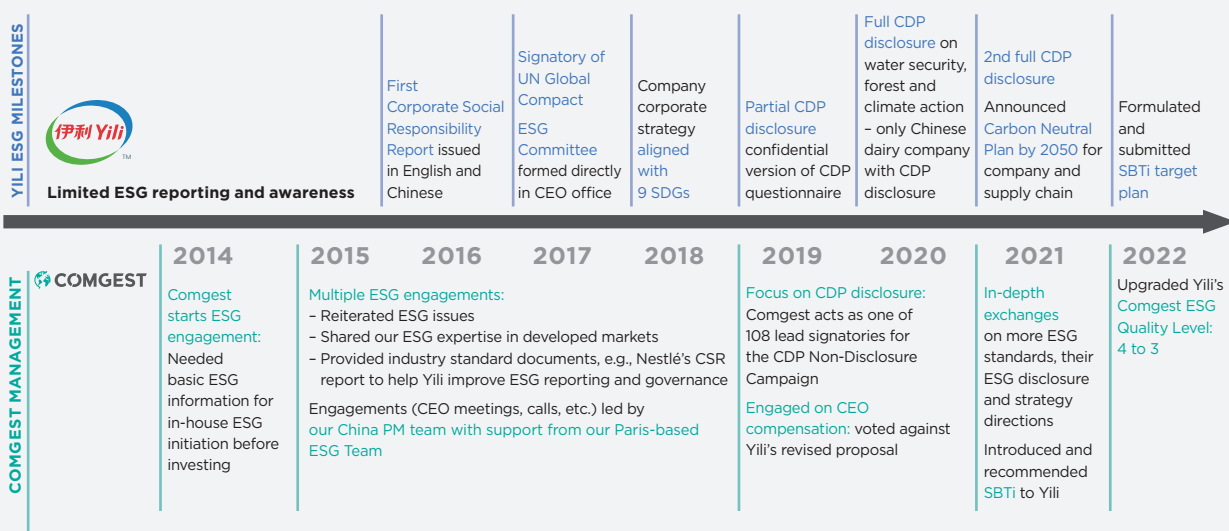 YILI ESG MILESTONES
伊利 Yili
TM
Limited ESG reporting and awareness
First
Corporate Social
Responsibility
Report issued
in English and
Chinese
Signatory of
UN Global
Compact
ESG
Committee
formed directly
in CEO office
Company
corporate
strategy
aligned
with
9 SDGs
Partial CDP
disclosure
confidential
version of CDP
questionnaire
Full CDP
disclosure on
water security,
forest and
climate action
– only Chinese
dairy company
with CDP
disclosure
2nd full CDP
disclosure
Announced
Carbon Neutral
Plan by 2050 for
company and
supply chain
Formulated
and
submitted
SBTi target
plan
COMGEST MANAGEMENT
COMGEST
2014
Comgest
starts ESG
engagement:
Needed
basic ESG
information for
in-house ESG
initiation before
investing
2015 2016 2017 2018
Multiple ESG engagements:
– Reiterated ESG issues
– Shared our ESG expertise in developed markets
– Provided industry standard documents, e.g., Nestlé's CSR
report to help Yili improve ESG reporting and governance
Engagements (CEO meetings, calls, etc.) led by
our China PM team with support from our Paris-based
ESG Team
2019 2020
Focus on CDP disclosure:
Comgest acts as one of
108 lead signatories for
the CDP Non-Disclosure
Campaign
Engaged on CEO
compensation: voted against
Yili's revised proposal
2021
In-depth
exchanges
on more ESG
standards, their
ESG disclosure
and strategy
directions
Introduced and
recommended
SBTi to Yili
2022
Upgraded Yili's
Comgest ESG
Quality Level:
4 to 3